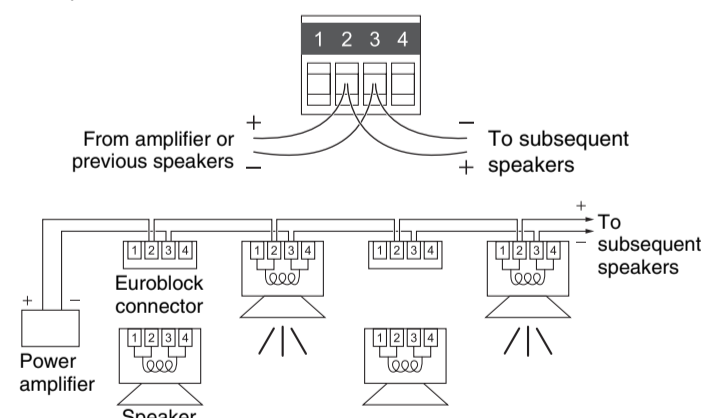 1 2 3 4
+ −
From amplifier or To subsequent
previous speakers − + speakers
+
To
− subsequent
speakers
1 2 3 4 1 2 3 4 1 2 3 4 1 2 3 4
Euroblock
connector
+ −
Power
amplifier
1 2 3 4 1 2 3 4
Speaker